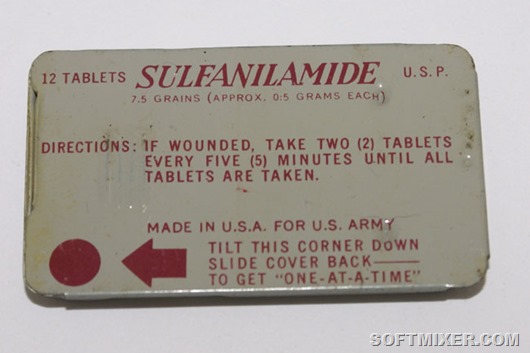 12 TABLETS SULFANILAMIDE U.S.P.
7.5 GRAINS (APPROX. 0.5 GRAMS EACH)
DIRECTIONS: IF WOUNDED, TAKE TWO (2) TABLETS
EVERY FIVE (5) MINUTES UNTIL ALL
TABLETS ARE TAKEN.
MADE IN U.S.A. FOR U.S. ARMY
TILT THIS CORNER DOWN
SLIDE COVER BACK—
TO GET "ONE-AT-A-TIME"
SOFTMIXER.COM